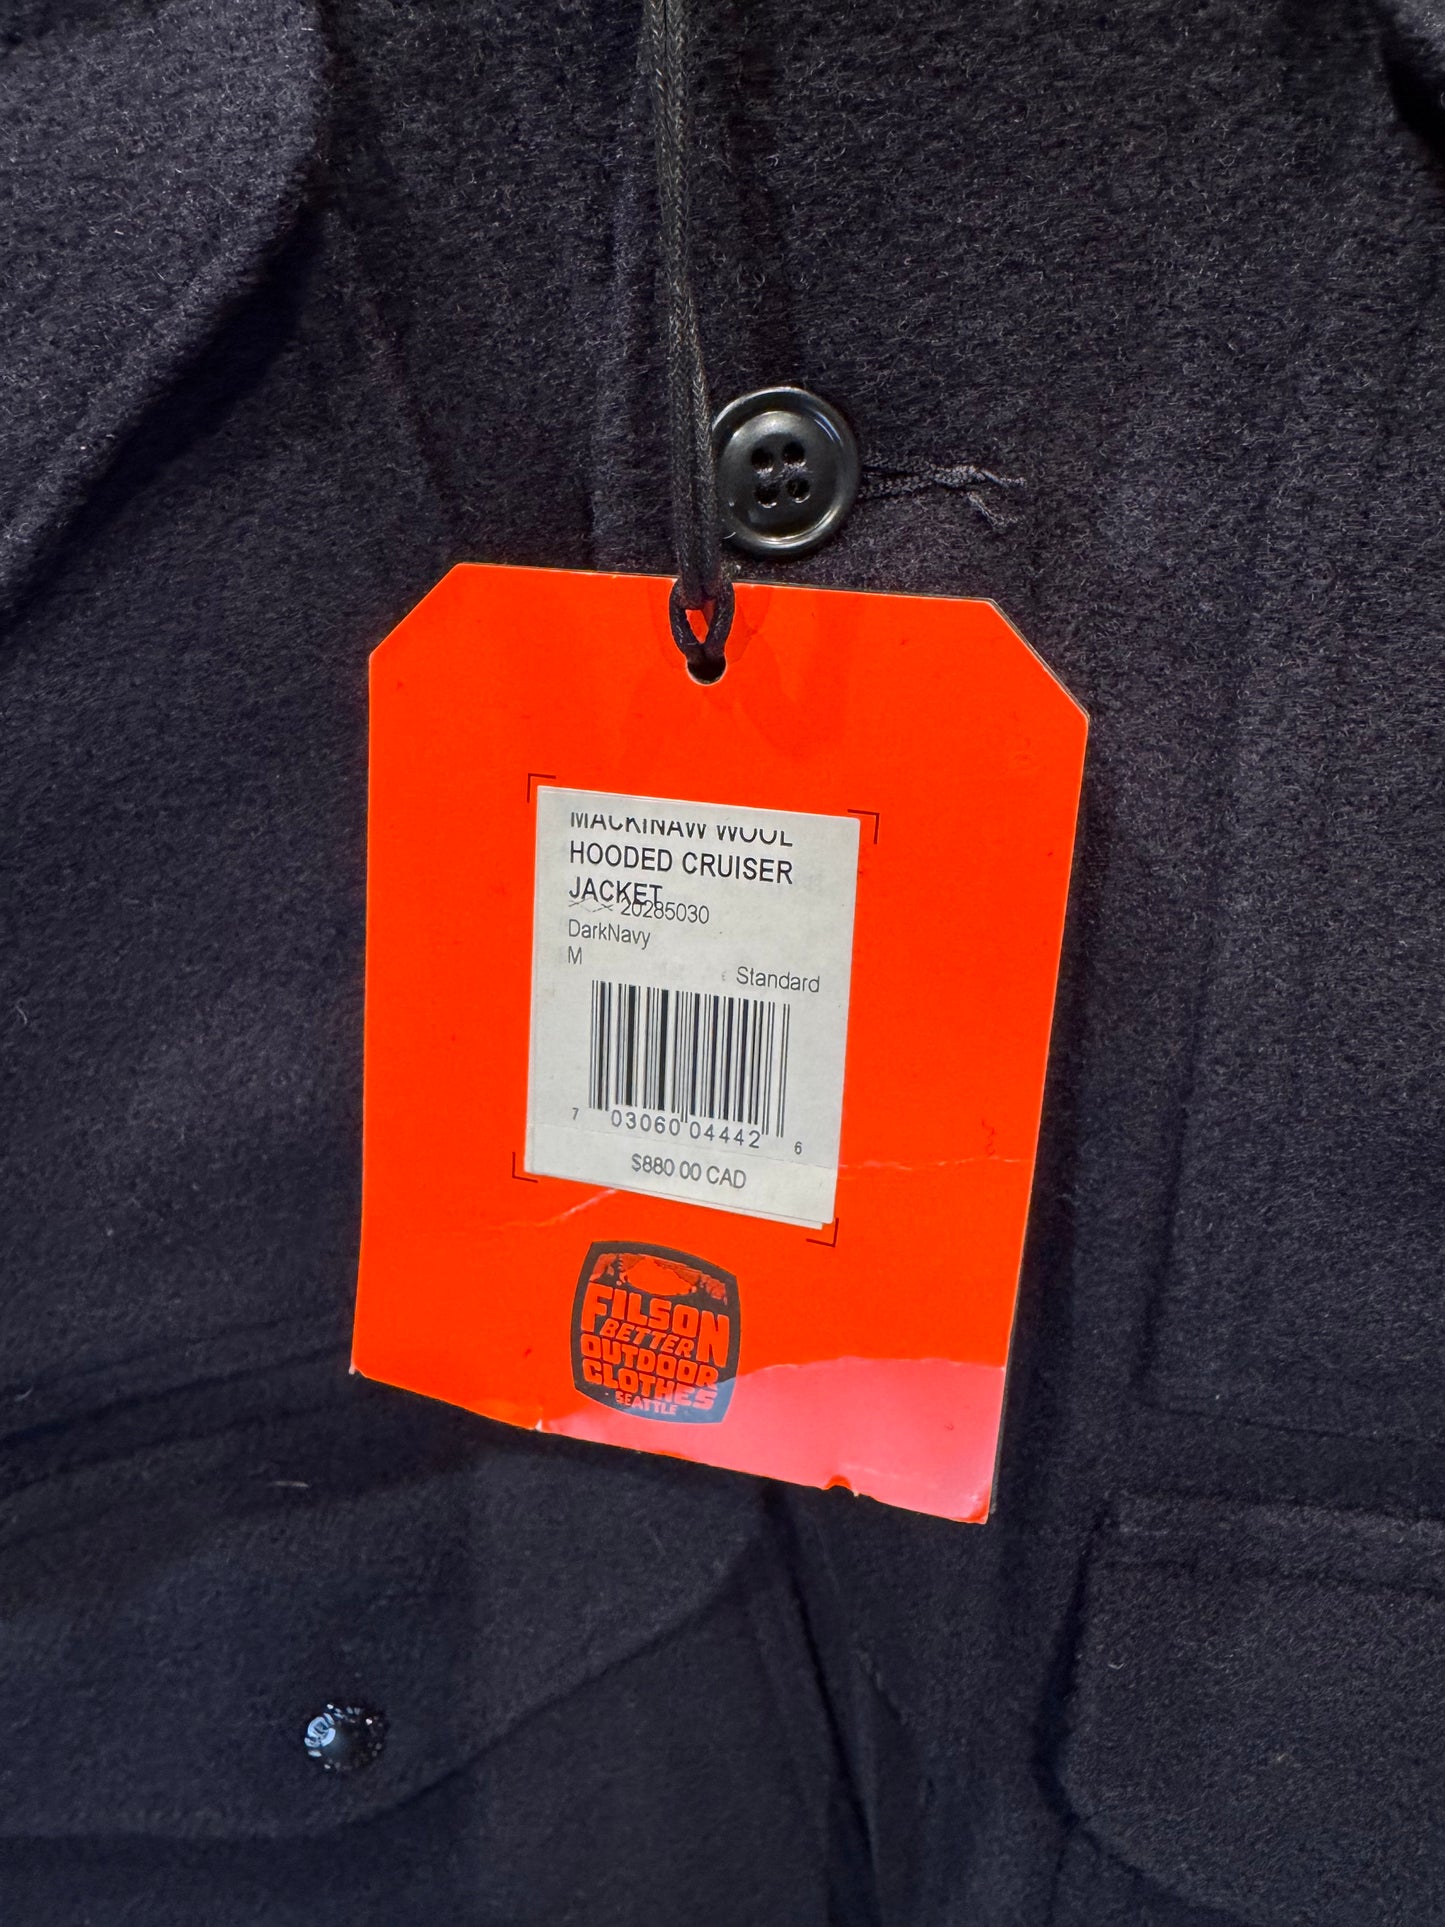 MACKINAW WOOL
HOODED CRUISER
JACKET
20285030
DarkNavy
M
Standard
7 03060 04442 6
$880.00 CAD
FILSON
BETTER
OUTDOOR
CLOTHES
SEATTLE